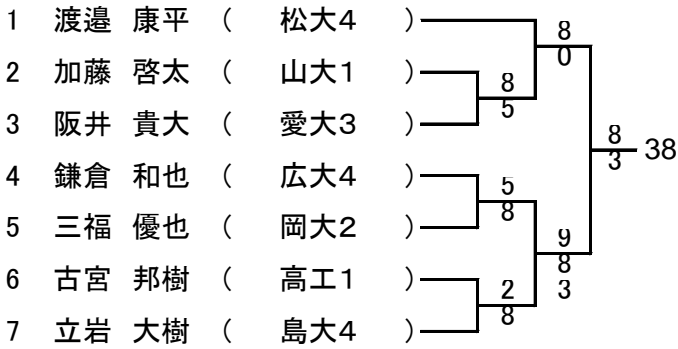 1 渡邉 康平 ( 松大4 )
8
0
2 加藤 啓太 ( 山大1 )
8
5
3 阪井 貴大 ( 愛大3 )
8
3
38
4 鎌倉 和也 ( 広大4 )
5
8
5 三福 優也 ( 岡大2 )
9
8
3
6 古宮 邦樹 ( 高工1 )
2
8
7 立岩 大樹 ( 島大4 )